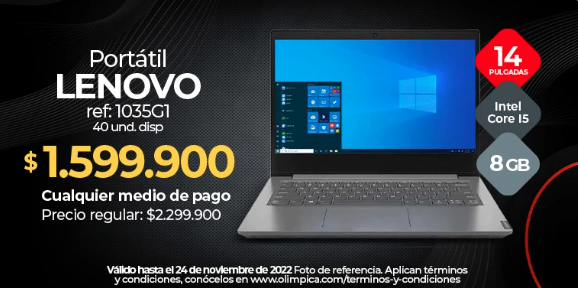 Portátil
LENOVO
ref: 1035G1
40 und. disp
$1.599.900
Cualquier medio de pago
Precio regular: $2.299.900
14
PULGADAS
Intel
Core I5
8 GB
Válido hasta el 24 de noviembre de 2022 Foto de referencia. Aplican términos
y condiciones, conócelos en www.olimpica.com/terminos-y-condiciones